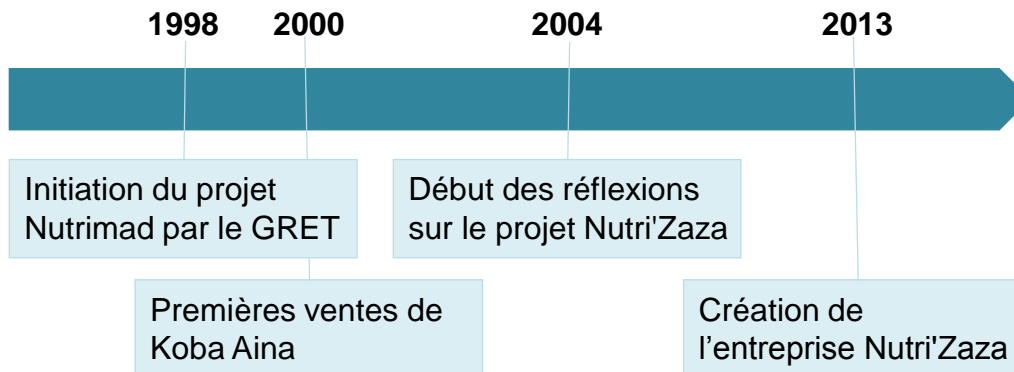 1998 2000 2004 2013
Initiation du projet
Nutrimad par le GRET
Début des réflexions
sur le projet Nutri'Zaza
Premières ventes de
Koba Aina
Création de
l’entreprise Nutri'Zaza